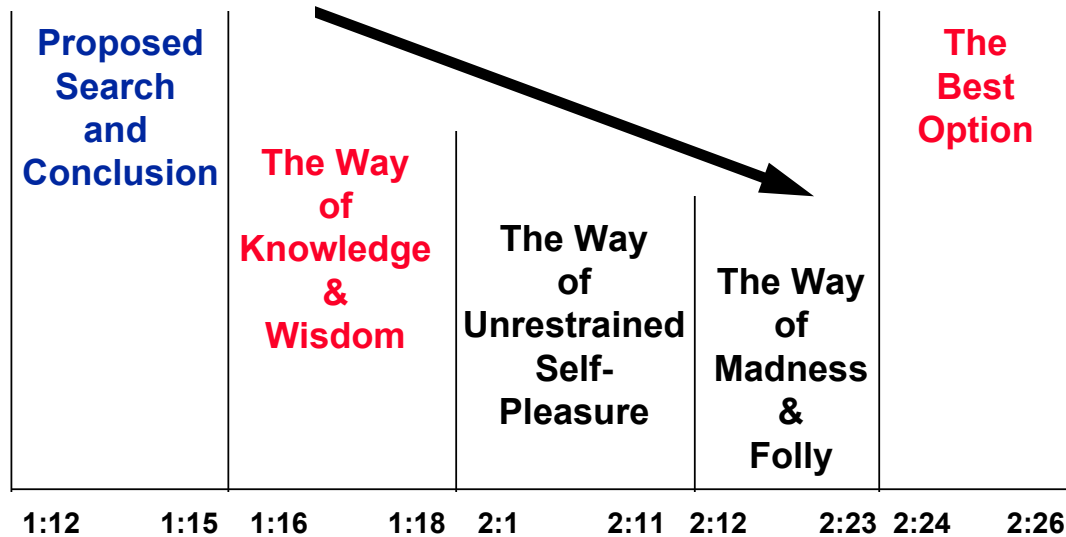 Proposed
Search
and
Conclusion
The Way
of
Knowledge
&
Wisdom
The Way
of
Unrestrained
Self-
Pleasure
The Way
of
Madness
&
Folly
The
Best
Option
1:12 1:15 1:16 1:18 2:1 2:11 2:12 2:23 2:24 2:26